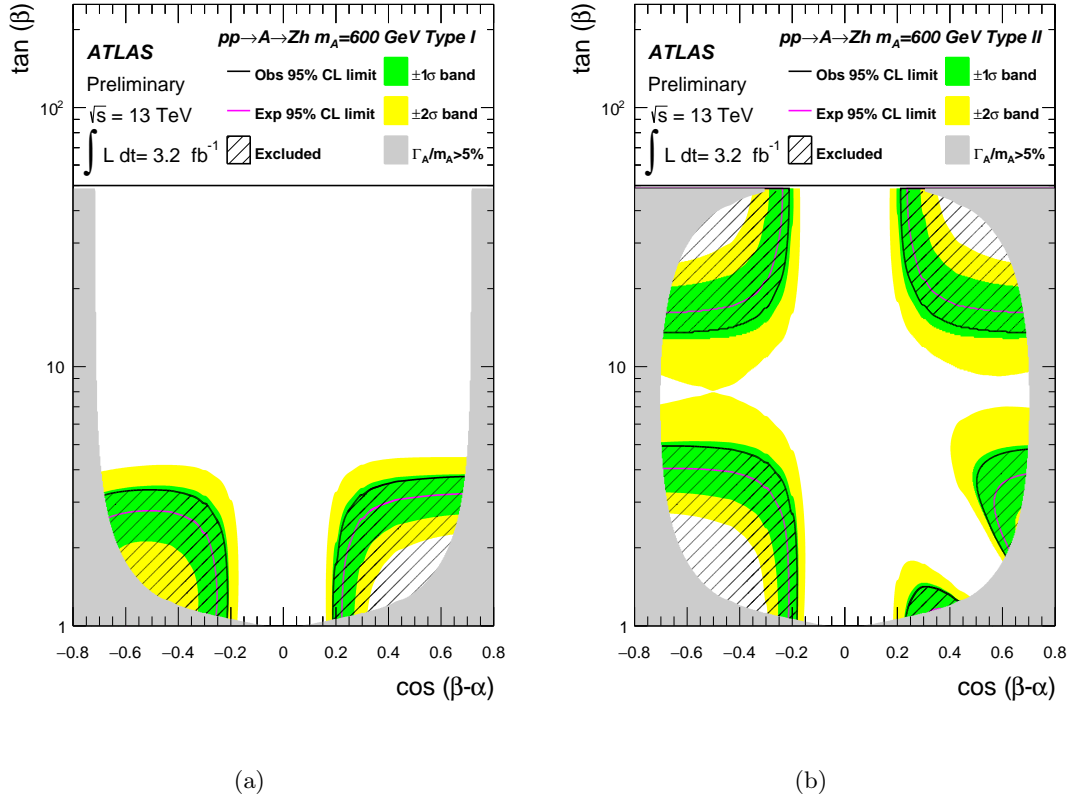 pp→A→Zh m_A=600 GeV Type I
ATLAS
Preliminary
√s = 13 TeV
∫ L dt= 3.2 fb⁻¹
Obs 95% CL limit
Exp 95% CL limit
Excluded
±1σ band
±2σ band
Γ_A/m_A>5%
tan (β)
10²
10
1
−0.8 −0.6 −0.4 −0.2 0 0.2 0.4 0.6 0.8
cos (β-α)
(a)
pp→A→Zh m_A=600 GeV Type II
ATLAS
Preliminary
√s = 13 TeV
∫ L dt= 3.2 fb⁻¹
Obs 95% CL limit
Exp 95% CL limit
Excluded
±1σ band
±2σ band
Γ_A/m_A>5%
tan (β)
10²
10
1
−0.8 −0.6 −0.4 −0.2 0 0.2 0.4 0.6 0.8
cos (β-α)
(b)